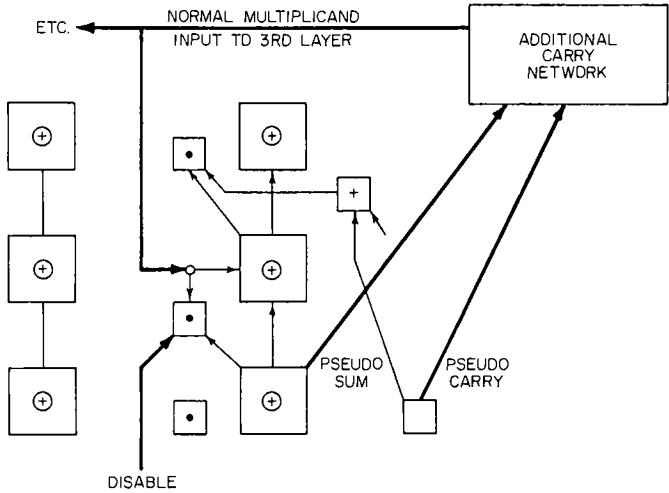 NORMAL MULTIPLICAND
ETC.
INPUT TO 3RD LAYER
ADDITIONAL
CARRY
NETWORK
PSEUDO
SUM
PSEUDO
CARRY
DISABLE